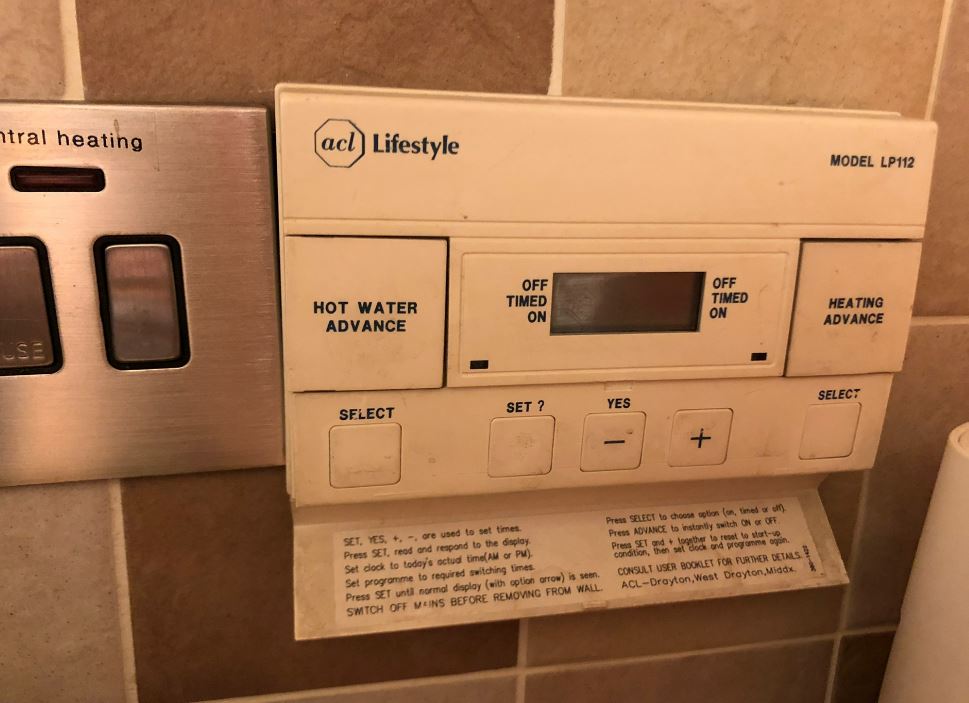 ntral heating
USE
acl Lifestyle
MODEL LP112
HOT WATER
ADVANCE
OFF
TIMED
ON
OFF
TIMED
ON
HEATING
ADVANCE
SELECT
SET ?
YES
−
+
SELECT
SET, YES, +, −, are used to set times.
Press SET, read and respond to the display.
Set clock to today's actual time(AM or PM).
Set programme to required switching times.
Press SET until normal display (with option arrow) is seen.
SWITCH OFF MAINS BEFORE REMOVING FROM WALL.
Press SELECT to choose option (on, timed or off).
Press ADVANCE to instantly switch ON or OFF.
Press SET and + together to reset to start-up
condition, then set clock and programme again.
CONSULT USER BOOKLET FOR FURTHER DETAILS.
ACL-Drayton,West Drayton,Middx.